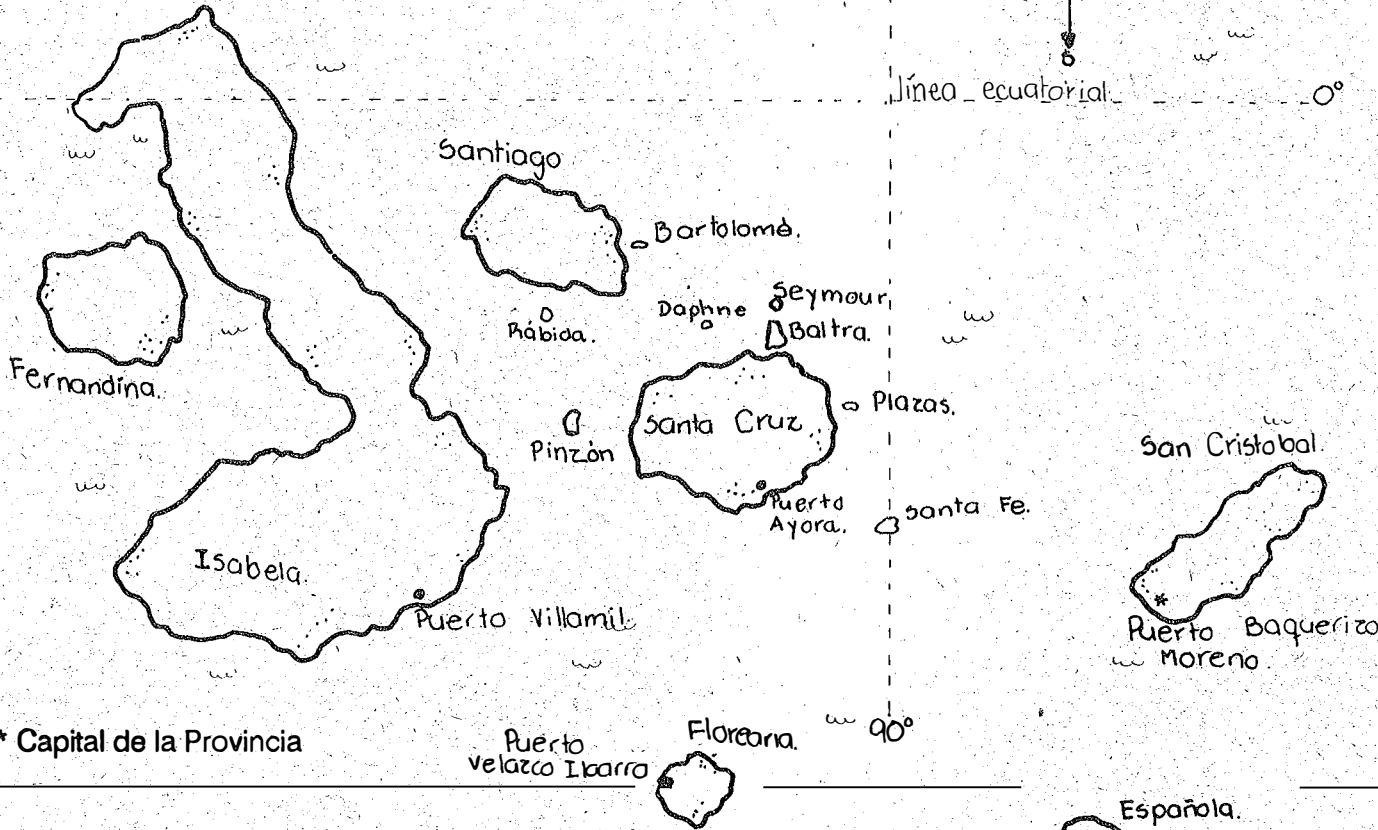 línea ecuatorial
0°
Santiago
Bartolomé.
Seymour
Daphne
Baltra.
Rábida.
Fernandina.
Plazas.
Santa Cruz
Pinzón
San Cristobal.
Puerto
Ayora.
Santa Fe.
Isabela.
Puerto Villamil.
Puerto Baquerizo
Moreno.
90°
* Capital de la Provincia
Puerto
Velazco Ibarra
Floreana.
Española.